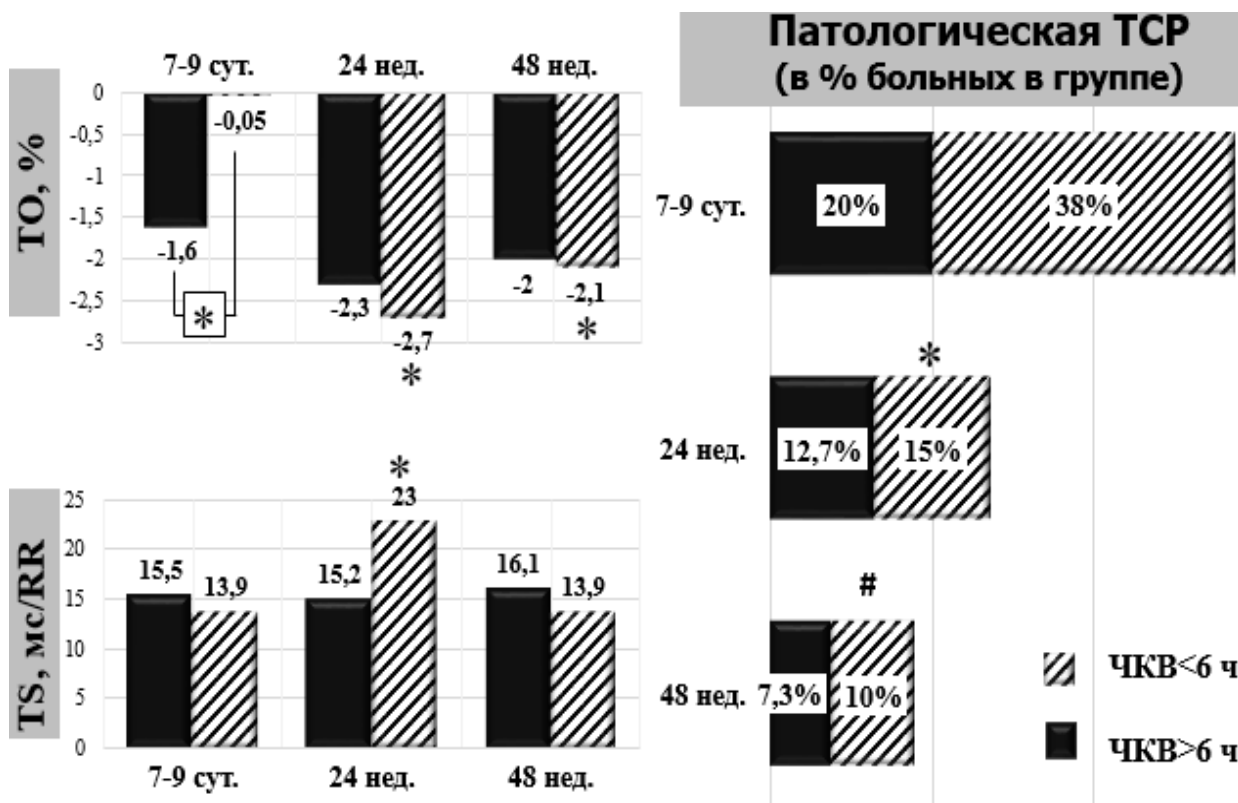 7-9 сут.
24 нед.
48 нед.
ТО, %
0
-0,5
-1
-1,5
-2
-2,5
-3
-1,6
-0,05
*
-2,3
-2,7
*
-2
-2,1
*
TS, мс/RR
25
20
15
10
5
0
15,5
13,9
15,2
*
23
16,1
13,9
7-9 сут.
24 нед.
48 нед.
Патологическая ТСР
(в % больных в группе)
7-9 сут.
20%
38%
*
24 нед.
12,7%
15%
#
48 нед.
7,3%
10%
ЧКВ<6 ч
ЧКВ>6 ч